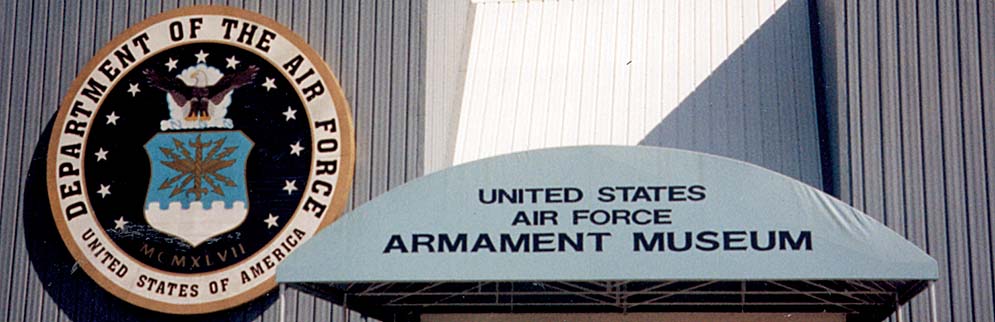 DEPARTMENT OF THE AIR FORCE
MCMXLVII
UNITED STATES OF AMERICA
UNITED STATES
AIR FORCE
ARMAMENT MUSEUM